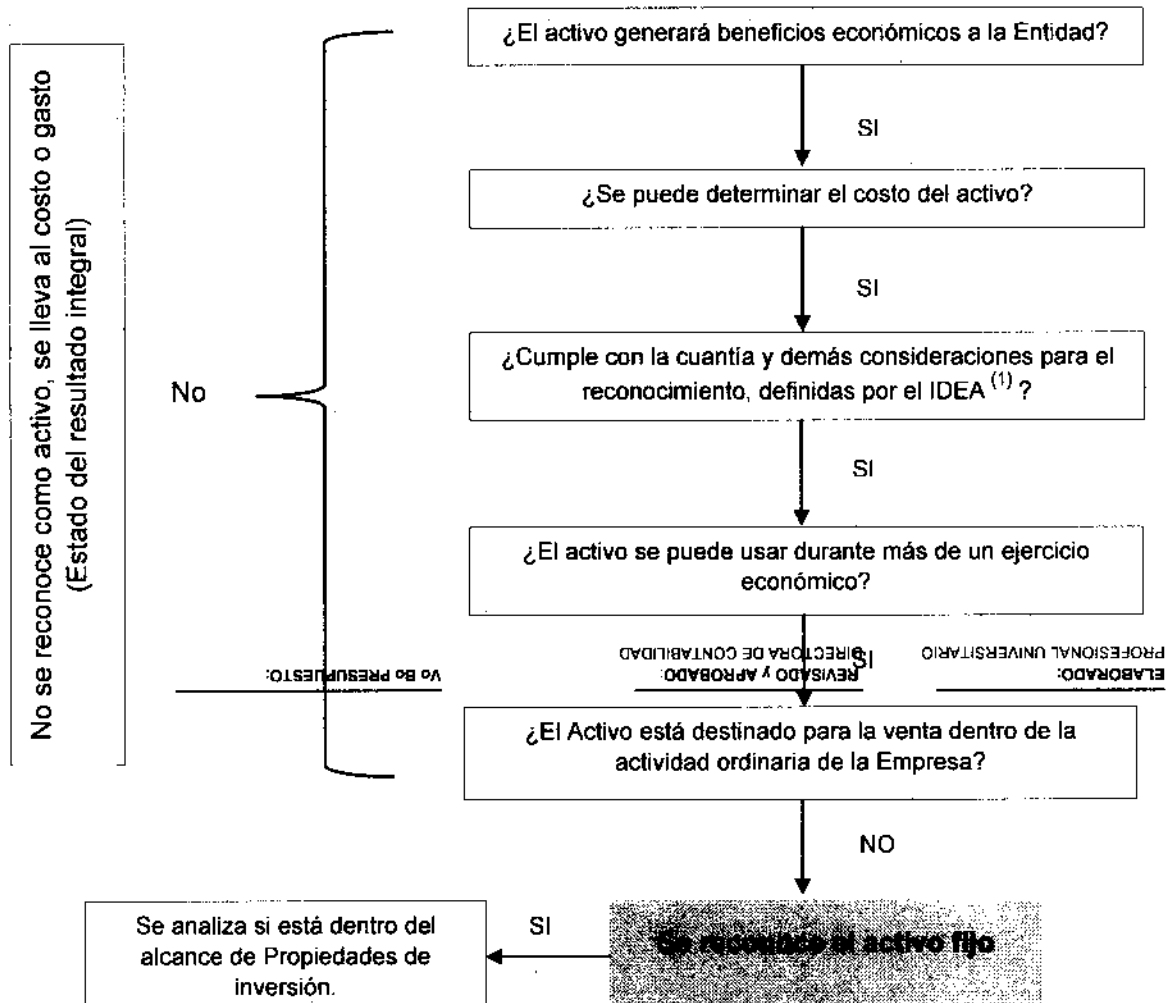 ¿El activo generará beneficios económicos a la Entidad?
SI
¿Se puede determinar el costo del activo?
SI
¿Cumple con la cuantía y demás consideraciones para el
reconocimiento, definidas por el IDEA (1) ?
SI
¿El activo se puede usar durante más de un ejercicio
económico?
SI
¿El Activo está destinado para la venta dentro de la
actividad ordinaria de la Empresa?
NO
Se reconoce el activo fijo
SI
Se analiza si está dentro del
alcance de Propiedades de
inversión.
No
No se reconoce como activo, se lleva al costo o gasto
(Estado del resultado integral)
ELABORADO:
PROFESIONAL UNIVERSITARIO
REVISADO y APROBADO:
DIRECTORA DE CONTABILIDAD
Vo Bo PRESUPUESTO: